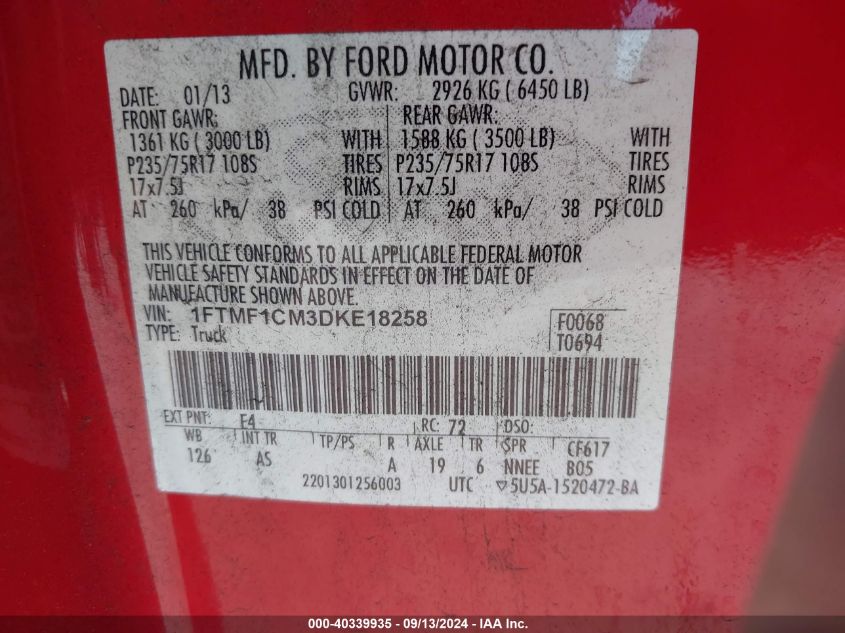 MFD. BY FORD MOTOR CO.
DATE: 01/13 GVWR: 2926 KG ( 6450 LB)
FRONT GAWR: REAR GAWR:
1361 KG ( 3000 LB) WITH 1588 KG ( 3500 LB) WITH
P235/75R17 108S TIRES P235/75R17 108S TIRES
17x7.5J RIMS 17x7.5J RIMS
AT 260 kPa/ 38 PSI COLD AT 260 kPa/ 38 PSI COLD
THIS VEHICLE CONFORMS TO ALL APPLICABLE FEDERAL MOTOR
VEHICLE SAFETY STANDARDS IN EFFECT ON THE DATE OF
MANUFACTURE SHOWN ABOVE.
VIN: 1FTMF1CM3DKE18258 F0068
TYPE: Truck T0694
EXT PNT: F4 RC: 72 DSO:
WB INT TR TP/PS R AXLE TR SPR CF617
126 AS A 19 6 NNEE B05
2201301256003 UTC ▽5U5A-1520472-BA
000-40339935 - 09/13/2024 - IAA Inc.